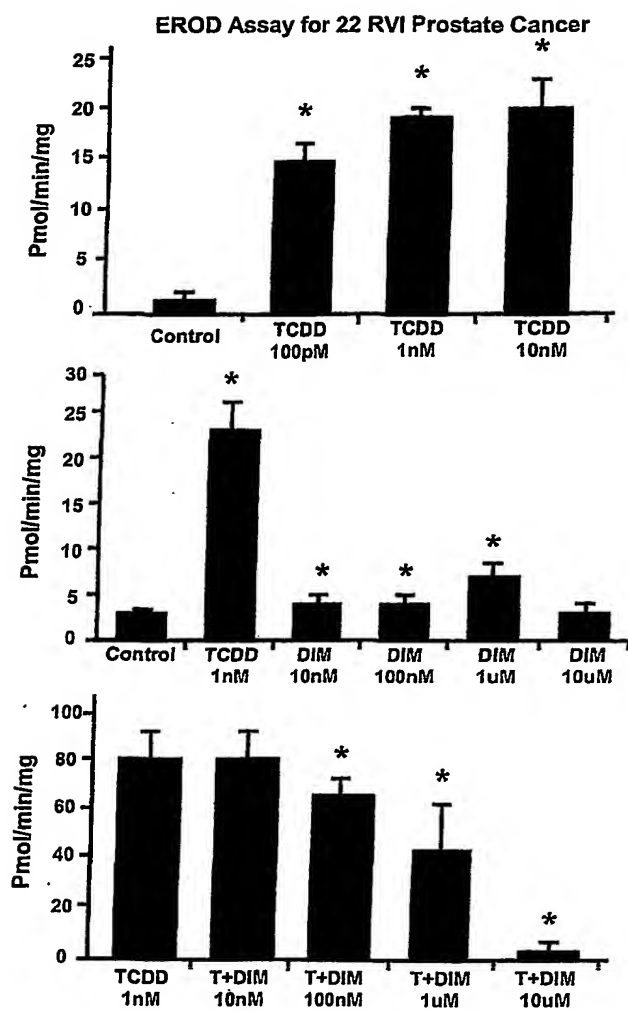 EROD Assay for 22 RVI Prostate Cancer
Pmol/min/mg
25
20
15
10
5
0
* * *
Control TCDD TCDD TCDD
100pM 1nM 10nM
Pmol/min/mg
30
25
20
15
10
5
0
* * * *
Control TCDD DIM DIM DIM DIM
1nM 10nM 100nM 1uM 10uM
Pmol/min/mg
100
80
60
40
20
0
* * *
TCDD T+DIM T+DIM T+DIM T+DIM
1nM 10nM 100nM 1uM 10uM